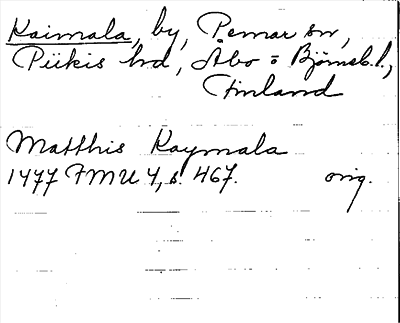 Kaimala, by, Pemar sn,
Piikis hd, Åbo o Björneb. l.,
Finland
Matthis Kaymala
1477 FMU 4, s. 467. orig.